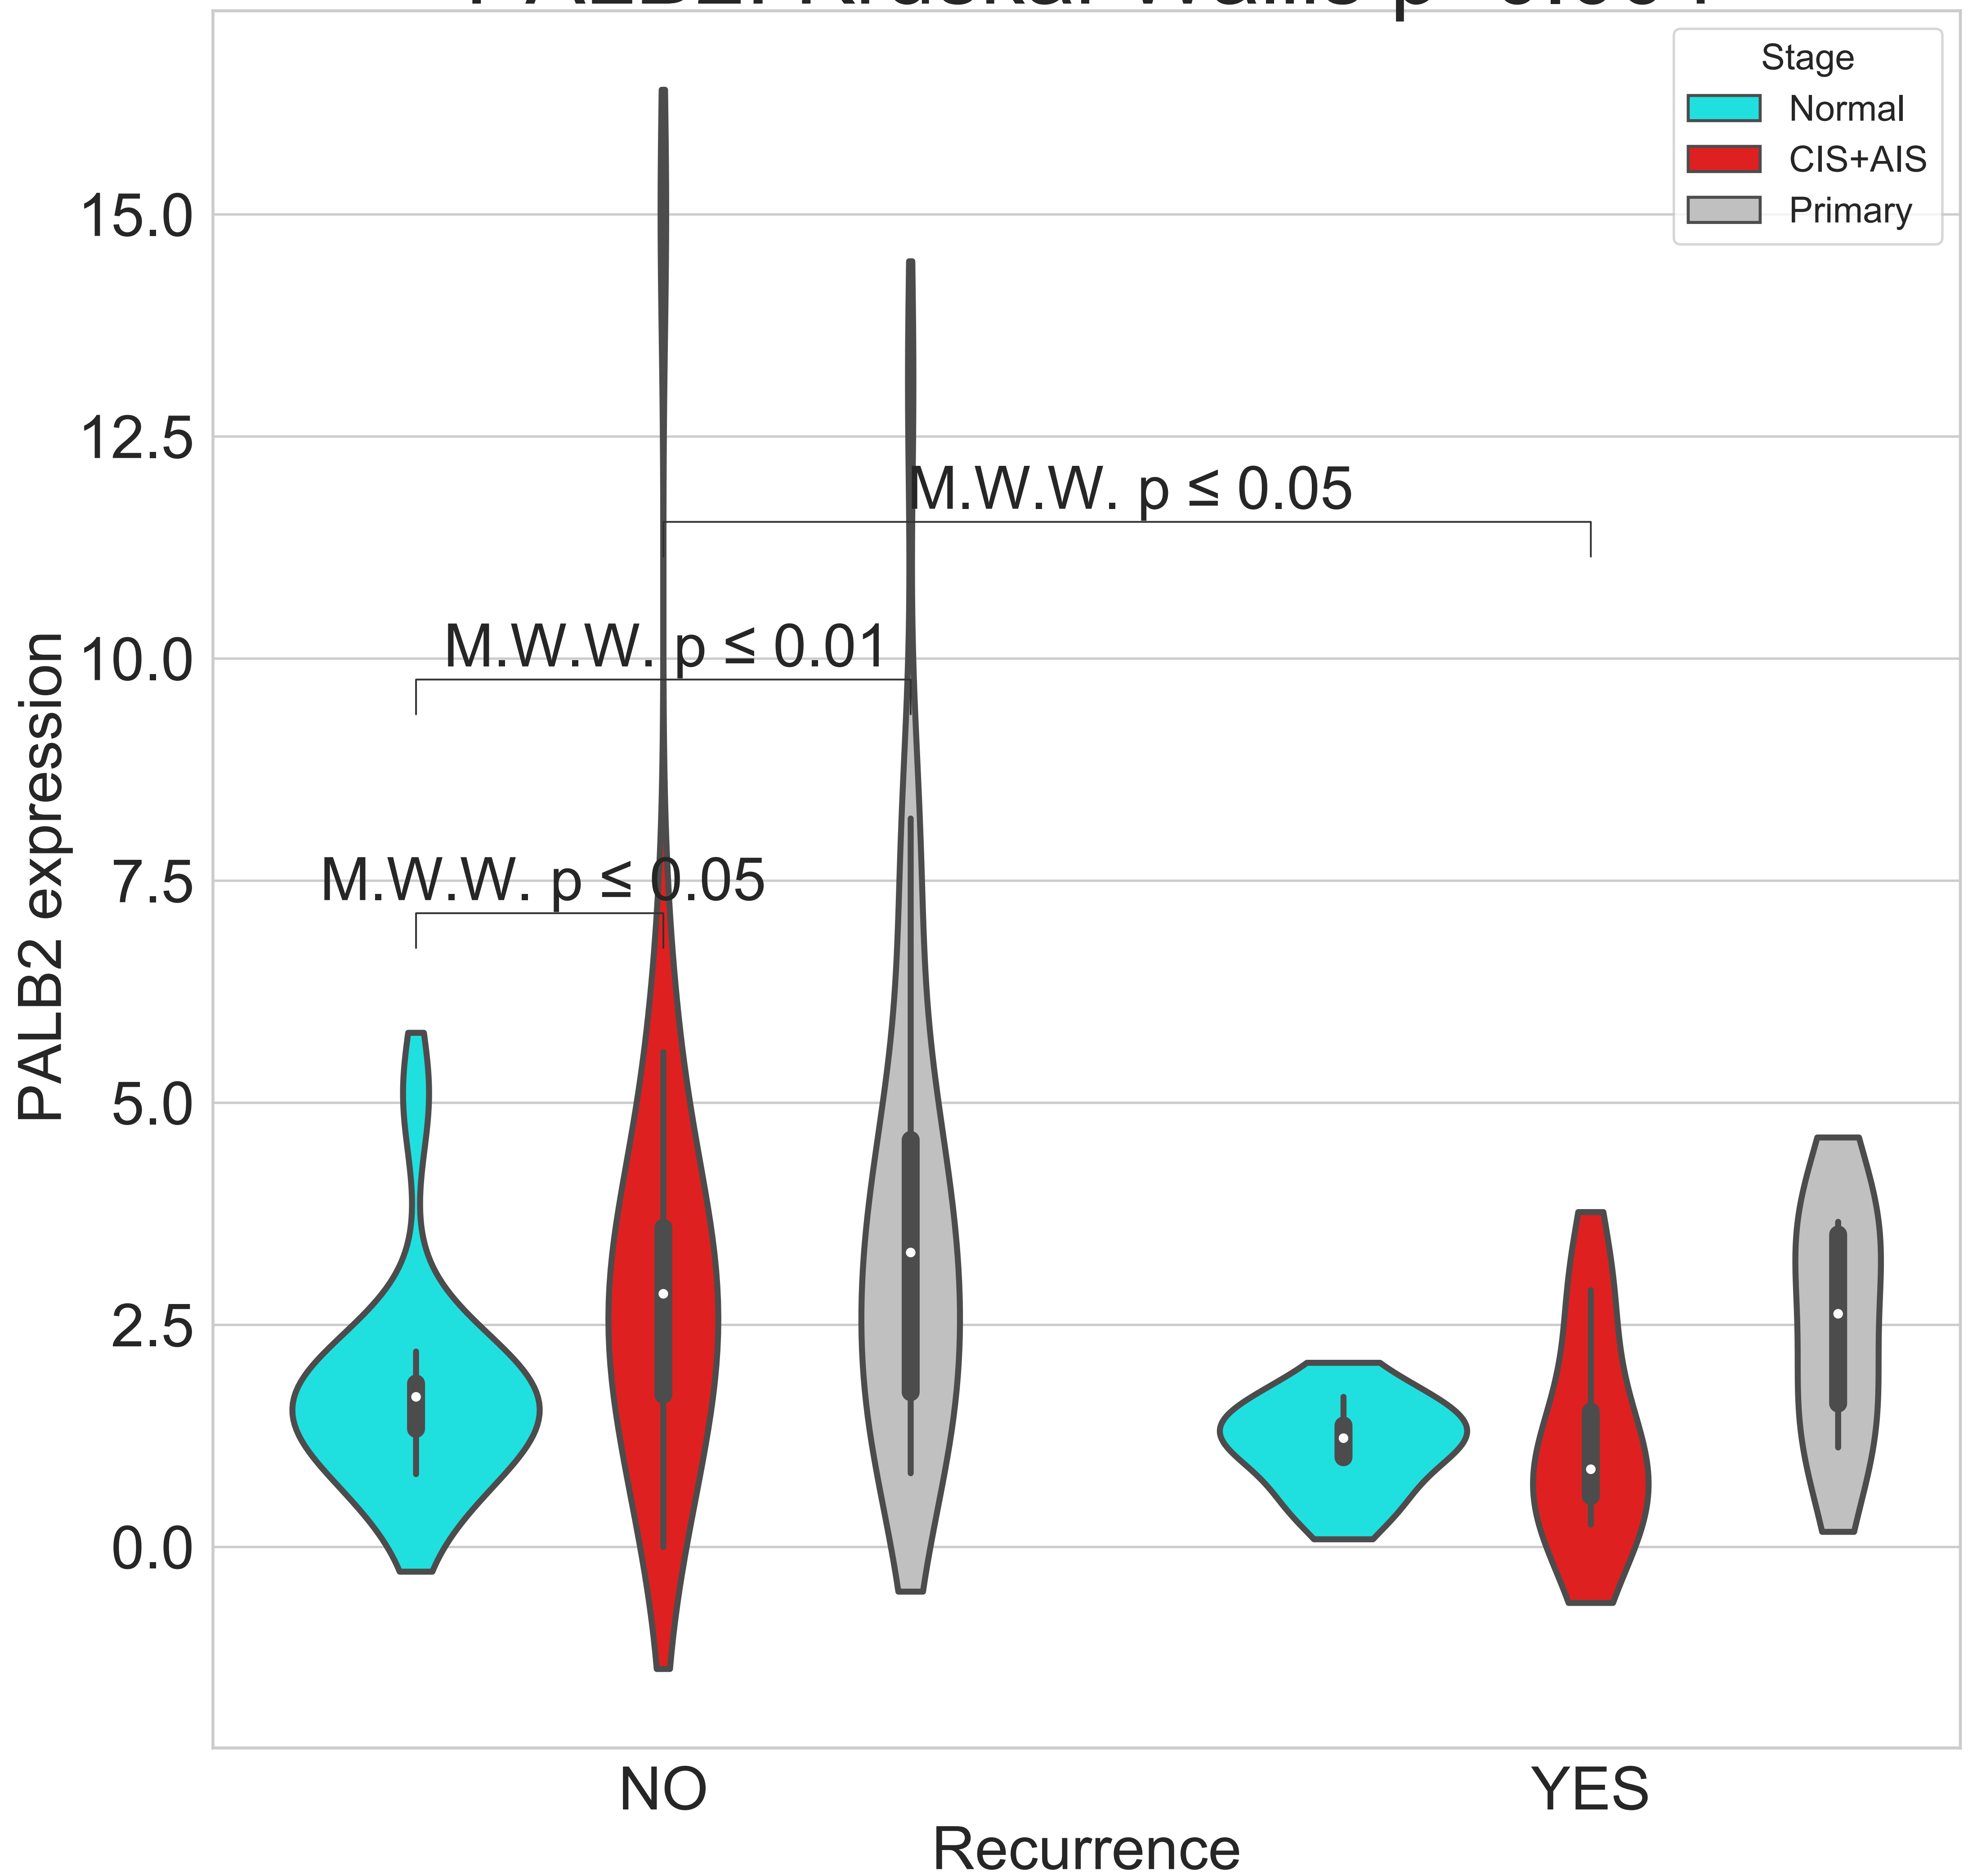 Stage
Normal
CIS+AIS
Primary
15.0
12.5
10.0
7.5
5.0
2.5
0.0
PALB2 expression
M.W.W. p ≤ 0.05
M.W.W. p ≤ 0.01
M.W.W. p ≤ 0.05
NO
YES
Recurrence